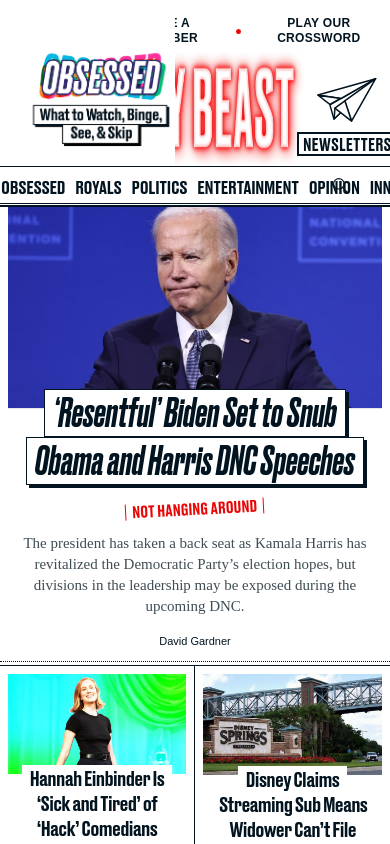 E A
BER
PLAY OUR
CROSSWORD
OBSESSED
What to Watch, Binge,
See, & Skip
Y BEAST
NEWSLETTERS
OBSESSED ROYALS POLITICS ENTERTAINMENT OPINION INN
NAL
ENTION
NATIONAL
CONVENTI
‘Resentful’ Biden Set to Snub
Obama and Harris DNC Speeches
NOT HANGING AROUND
The president has taken a back seat as Kamala Harris has
revitalized the Democratic Party’s election hopes, but
divisions in the leadership may be exposed during the
upcoming DNC.
David Gardner
DISNEY
SPRINGS
Hannah Einbinder Is
‘Sick and Tired’ of
‘Hack’ Comedians
Disney Claims
Streaming Sub Means
Widower Can’t File